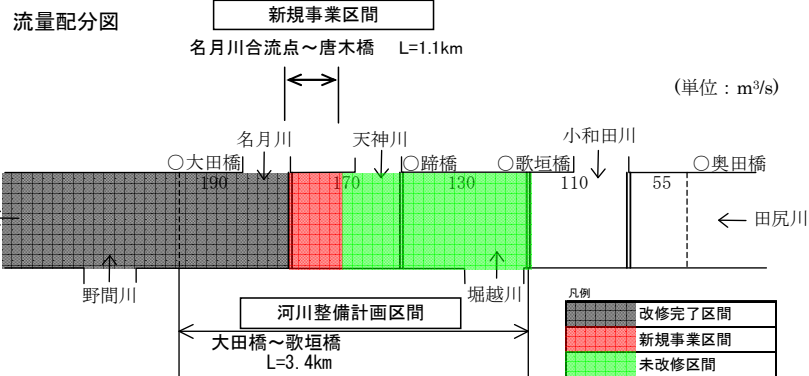 流量配分図
新規事業区間
名月川合流点～唐木橋 L=1.1km
(単位：m³/s)
名月川
天神川
小和田川
○大田橋
○蹄橋
○歌垣橋
○奥田橋
190
170
130
110
55
田尻川
野間川
堀越川
河川整備計画区間
大田橋～歌垣橋
L=3.4km
凡例
改修完了区間
新規事業区間
未改修区間